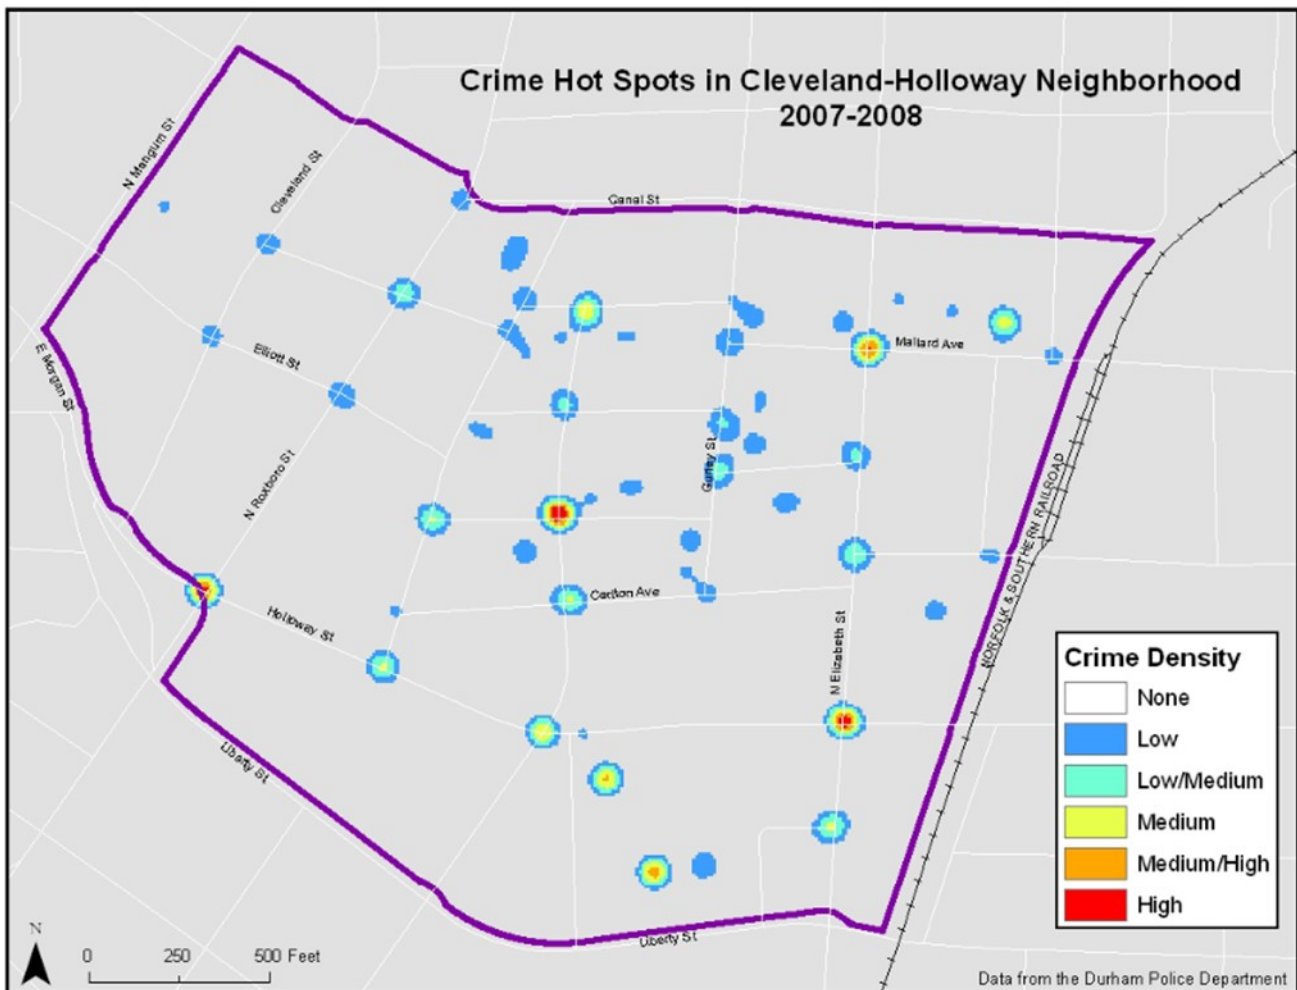 Crime Hot Spots in Cleveland-Holloway Neighborhood
2007-2008
N Mangum St
Cleveland St
Canal St
E Morgan St
Elliott St
Mallard Ave
N Roxboro St
Gurley St
NORFOLK & SOUTHERN RAILROAD
Carlton Ave
Holloway St
N Elizabeth St
Liberty St
Liberty St
Crime Density
None
Low
Low/Medium
Medium
Medium/High
High
N
0 250 500 Feet
Data from the Durham Police Department